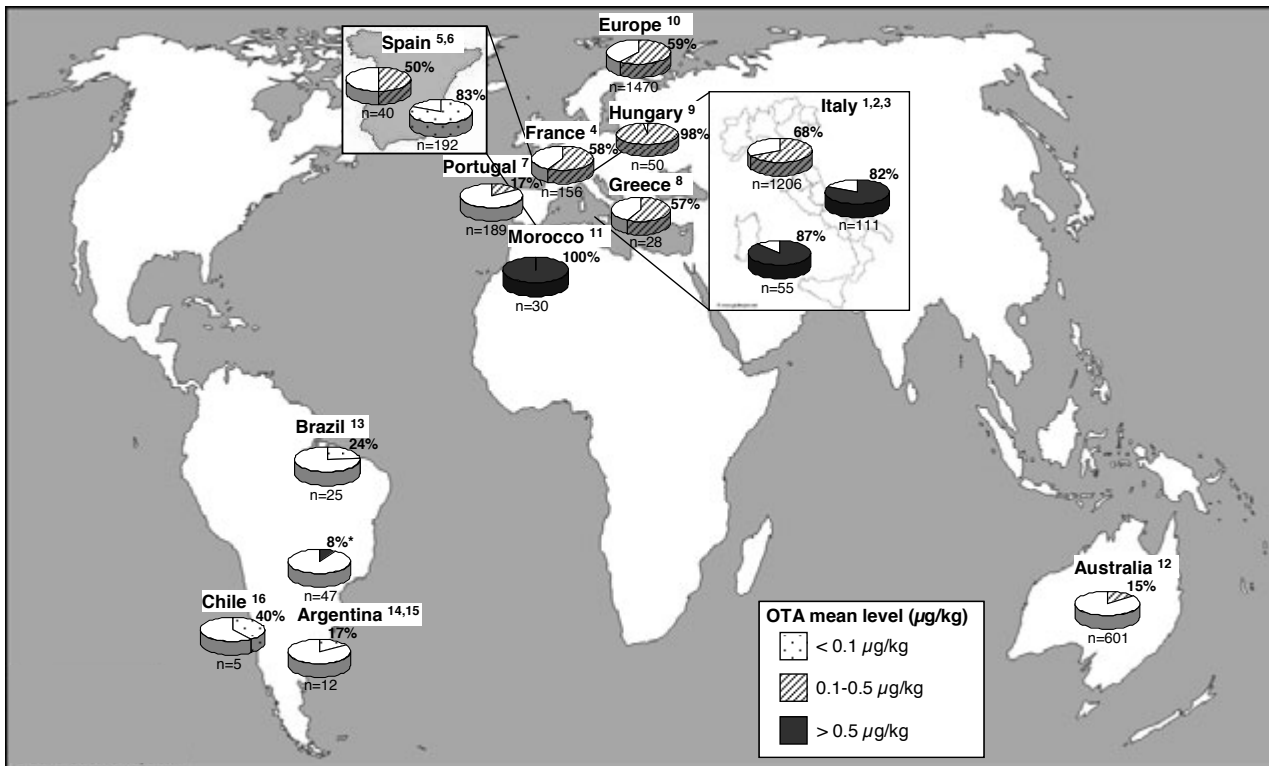 Europe 10
59%
n=1470
Spain 5,6
50%
n=40
83%
n=192
Hungary 9
98%
n=50
France 4
58%
n=156
Portugal 7
17%
n=189
Greece 8
57%
n=28
Morocco 11
100%
n=30
Italy 1,2,3
68%
n=1206
82%
n=111
87%
n=55
Brazil 13
24%
n=25
8%*
n=47
Chile 16
40%
n=5
Argentina 14,15
17%
n=12
Australia 12
15%
n=601
OTA mean level (µg/kg)
< 0.1 µg/kg
0.1-0.5 µg/kg
> 0.5 µg/kg